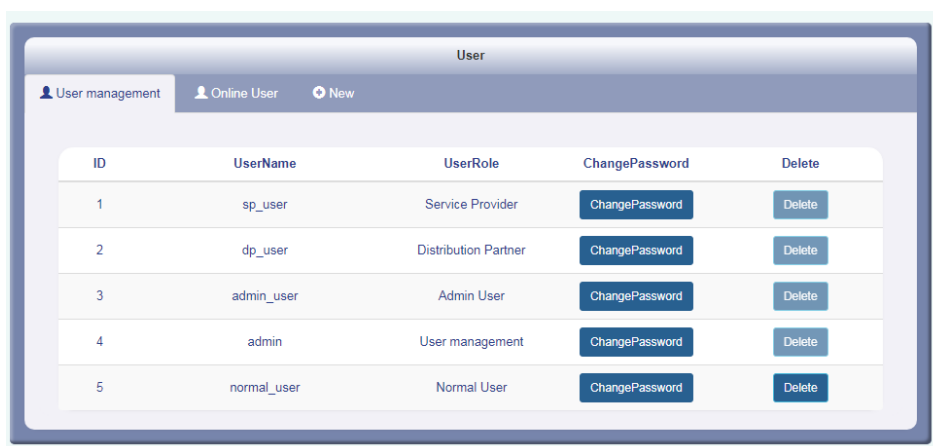 User
User management Online User New
ID UserName UserRole ChangePassword Delete
1 sp_user Service Provider ChangePassword Delete
2 dp_user Distribution Partner ChangePassword Delete
3 admin_user Admin User ChangePassword Delete
4 admin User management ChangePassword Delete
5 normal_user Normal User ChangePassword Delete